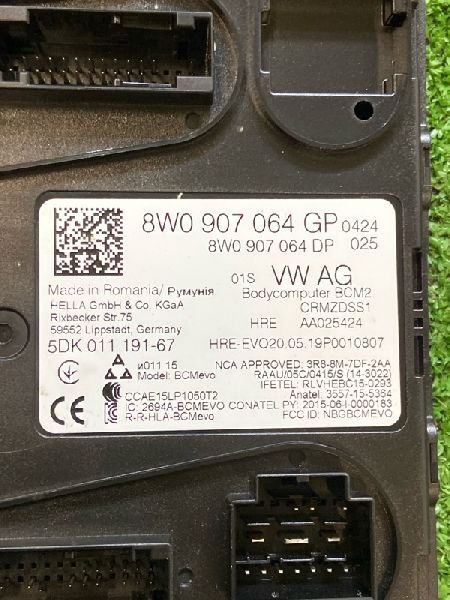 8W0 907 064 GP 0424
8W0 907 064 DP 025
Made in Romania/Румунія
HELLA GmbH & Co. KGaA
Rixbecker Str.75
59552 Lippstadt, Germany
5DK 011 191-67
01S VW AG
Bodycomputer BCM2
CRMZDSS1
HRE AA025424
HRE-EVO20.05.19P0010807
и011 15
Model: BCMevo
NCA APPROVED: 3R8-8M-7DF-2AA
RAAU/05C/0415/S (14-3022)
IFETEL: RLVHEBC15-0293
CCAE15LP1050T2
Anatel: 3557-15-5364
IC: 2694A-BCMEVO CONATEL PY: 2015-06-I-0000183
R-R-HLA-BCMevo
FCC ID: NBGBCMEVO
CE